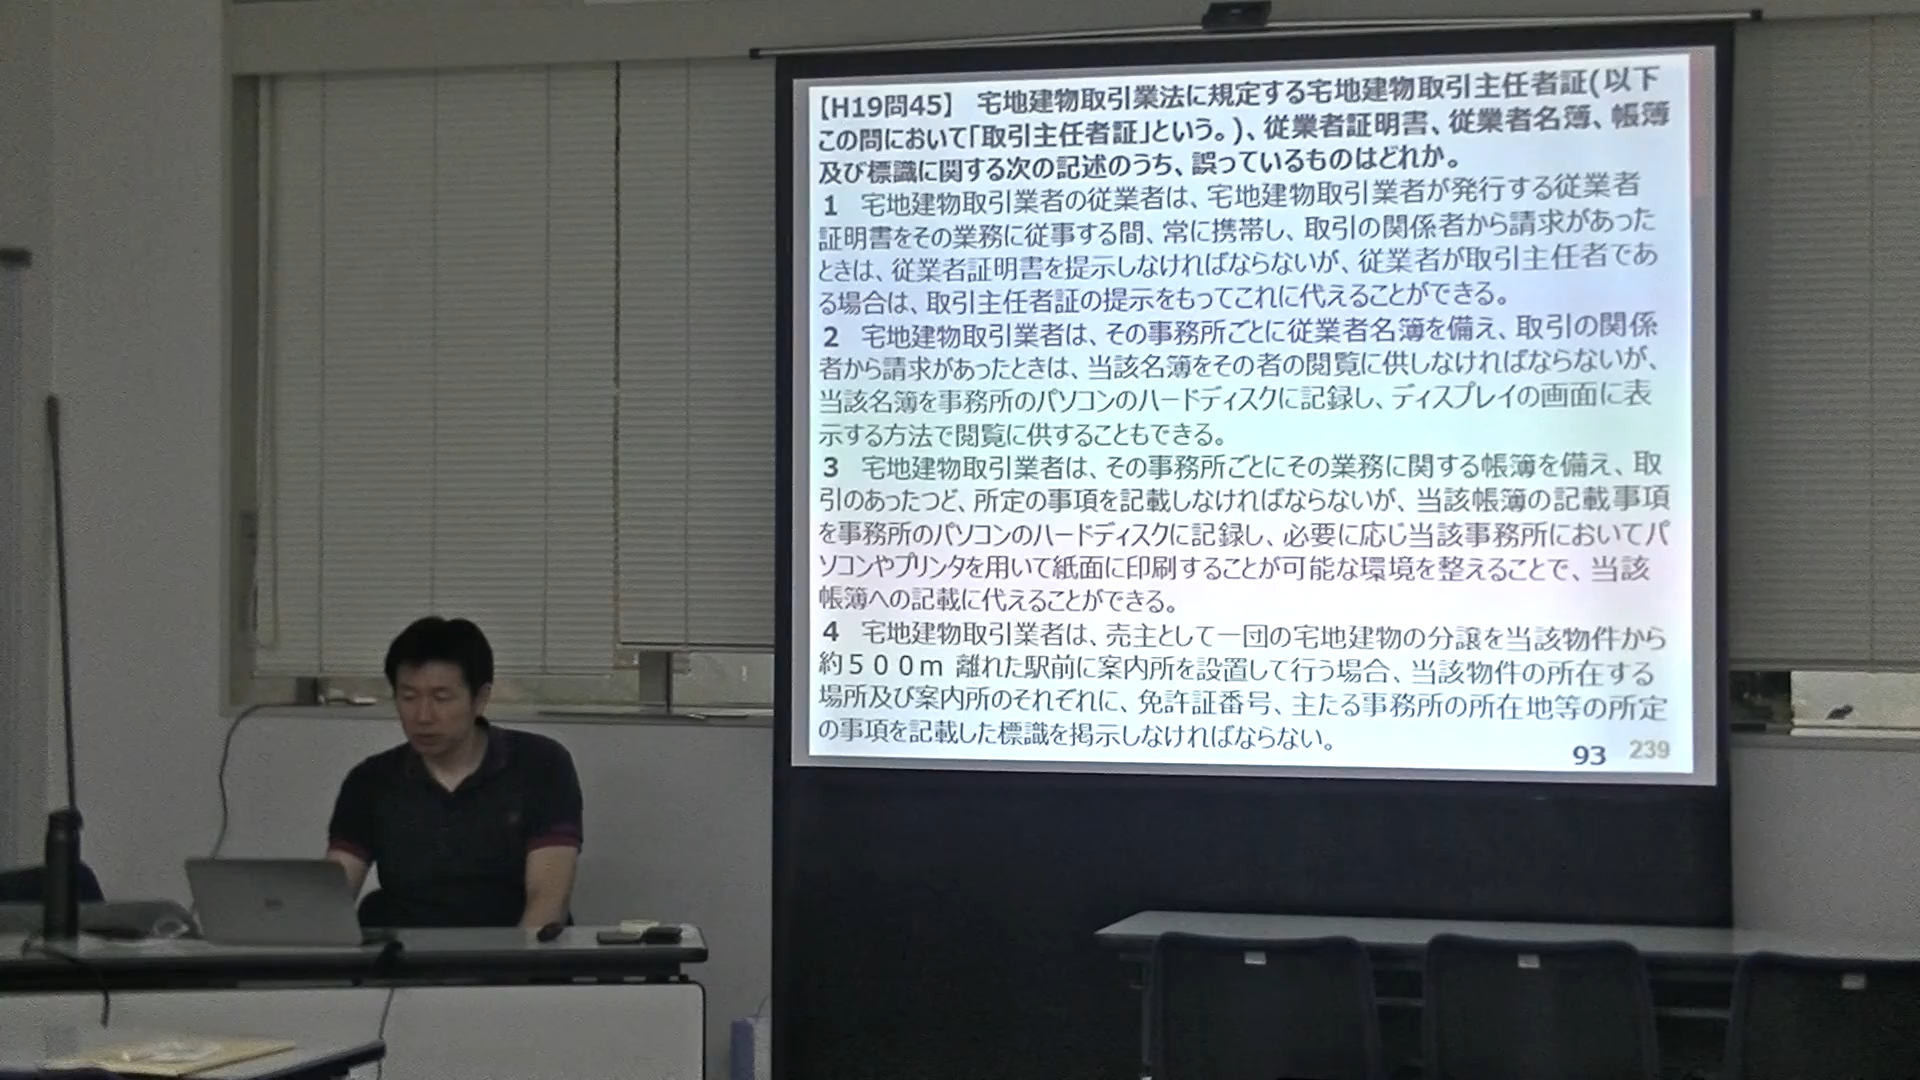 【H19問45】 宅地建物取引業法に規定する宅地建物取引主任者証(以下
この問において「取引主任者証」という。)、従業者証明書、従業者名簿、帳簿
及び標識に関する次の記述のうち、誤っているものはどれか。
1 宅地建物取引業者の従業者は、宅地建物取引業者が発行する従業者
証明書をその業務に従事する間、常に携帯し、取引の関係者から請求があった
ときは、従業者証明書を提示しなければならないが、従業者が取引主任者であ
る場合は、取引主任者証の提示をもってこれに代えることができる。
2 宅地建物取引業者は、その事務所ごとに従業者名簿を備え、取引の関係
者から請求があったときは、当該名簿をその者の閲覧に供しなければならないが、
当該名簿を事務所のパソコンのハードディスクに記録し、ディスプレイの画面に表
示する方法で閲覧に供することもできる。
3 宅地建物取引業者は、その事務所ごとにその業務に関する帳簿を備え、取
引のあったつど、所定の事項を記載しなければならないが、当該帳簿の記載事項
を事務所のパソコンのハードディスクに記録し、必要に応じ当該事務所においてパ
ソコンやプリンタを用いて紙面に印刷することが可能な環境を整えることで、当該
帳簿への記載に代えることができる。
4 宅地建物取引業者は、売主として一団の宅地建物の分譲を当該物件から
約500m 離れた駅前に案内所を設置して行う場合、当該物件の所在する
場所及び案内所のそれぞれに、免許証番号、主たる事務所の所在地等の所定
の事項を記載した標識を掲示しなければならない。
93 239